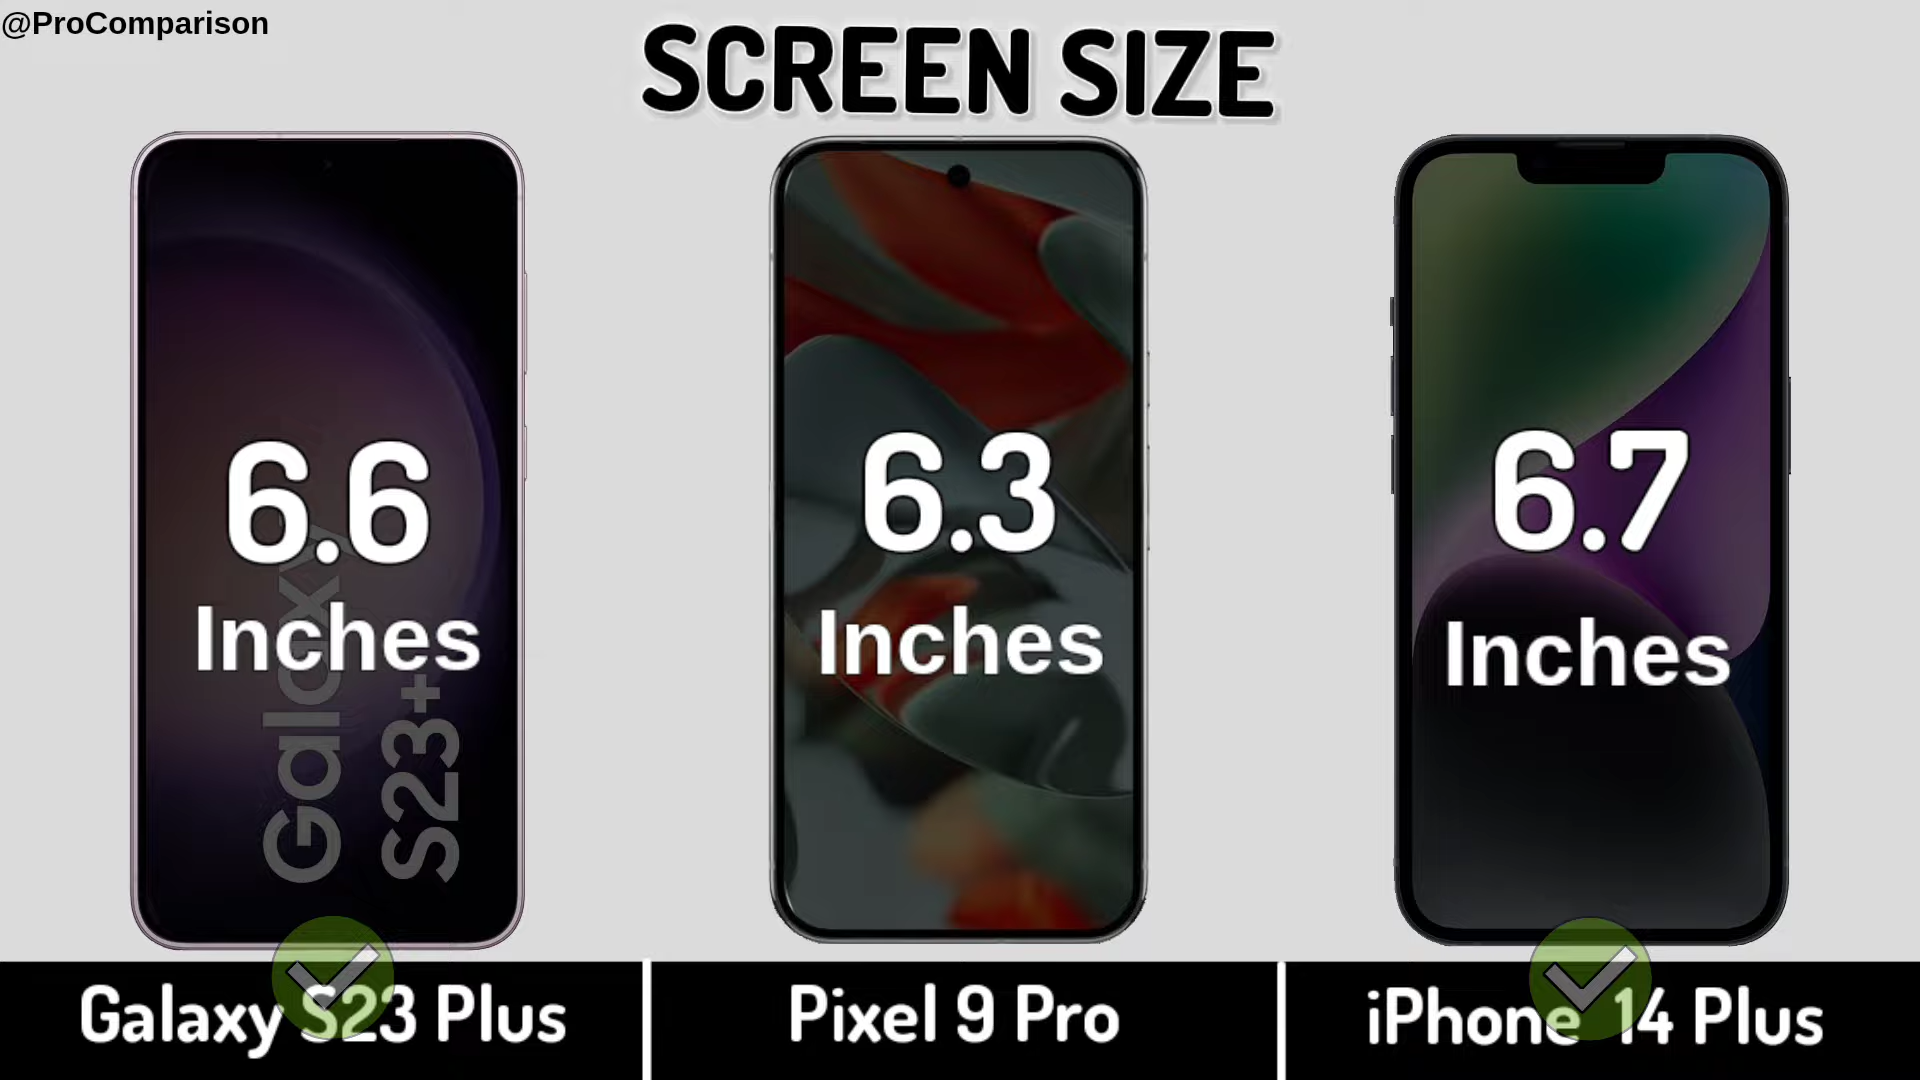 @ProComparison
SCREEN SIZE
6.6
Inches
Galaxy
S23+
6.3
Inches
6.7
Inches
Galaxy S23 Plus
Pixel 9 Pro
iPhone 14 Plus